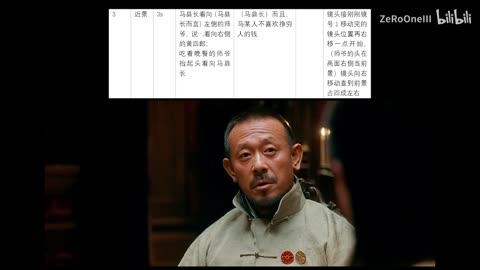 ZeRoOneIII bilibili
3
近景
3s
马县长看向（马县
长而言）左侧的师
爷，说…看向右侧
的黄四郎；
吃着晚餐的师爷
抬起头看向马县
长
（马县长）而且，
马某人不喜欢挣穷
人的钱
镜头接刚刚镜
号 1 移动完的
镜头位置再右
移一点开始，
（师爷的头在
画面右侧当前
景）镜头向右
移动直到前景
占四成左右